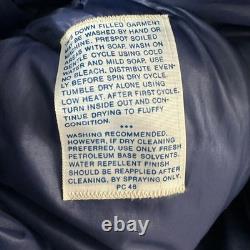 DOWN FILLED GARMENT
BE WASHED BY HAND OR
PRESPOT SOILED
WITH SOAP. WASH ON
CYCLE USING COLD
WATER AND MILD SOAP. USE
NO BLEACH. DISTRIBUTE EVEN-
LY BEFORE SPIN DRY CYCLE.
TUMBLE DRY ALONE USING
LOW HEAT. AFTER FIRST CYCLE,
TURN INSIDE OUT AND CON-
TINUE DRYING TO FLUFFY
CONDITION.
***
WASHING RECOMMENDED.
HOWEVER, IF DRY CLEANING
PREFERRED, USE ONLY FRESH
PETROLEUM BASE SOLVENTS.
WATER REPELLENT FINISH
SHOULD BE REAPPLIED AFTER
CLEANING, BY SPRAYING ONLY.
PC 46